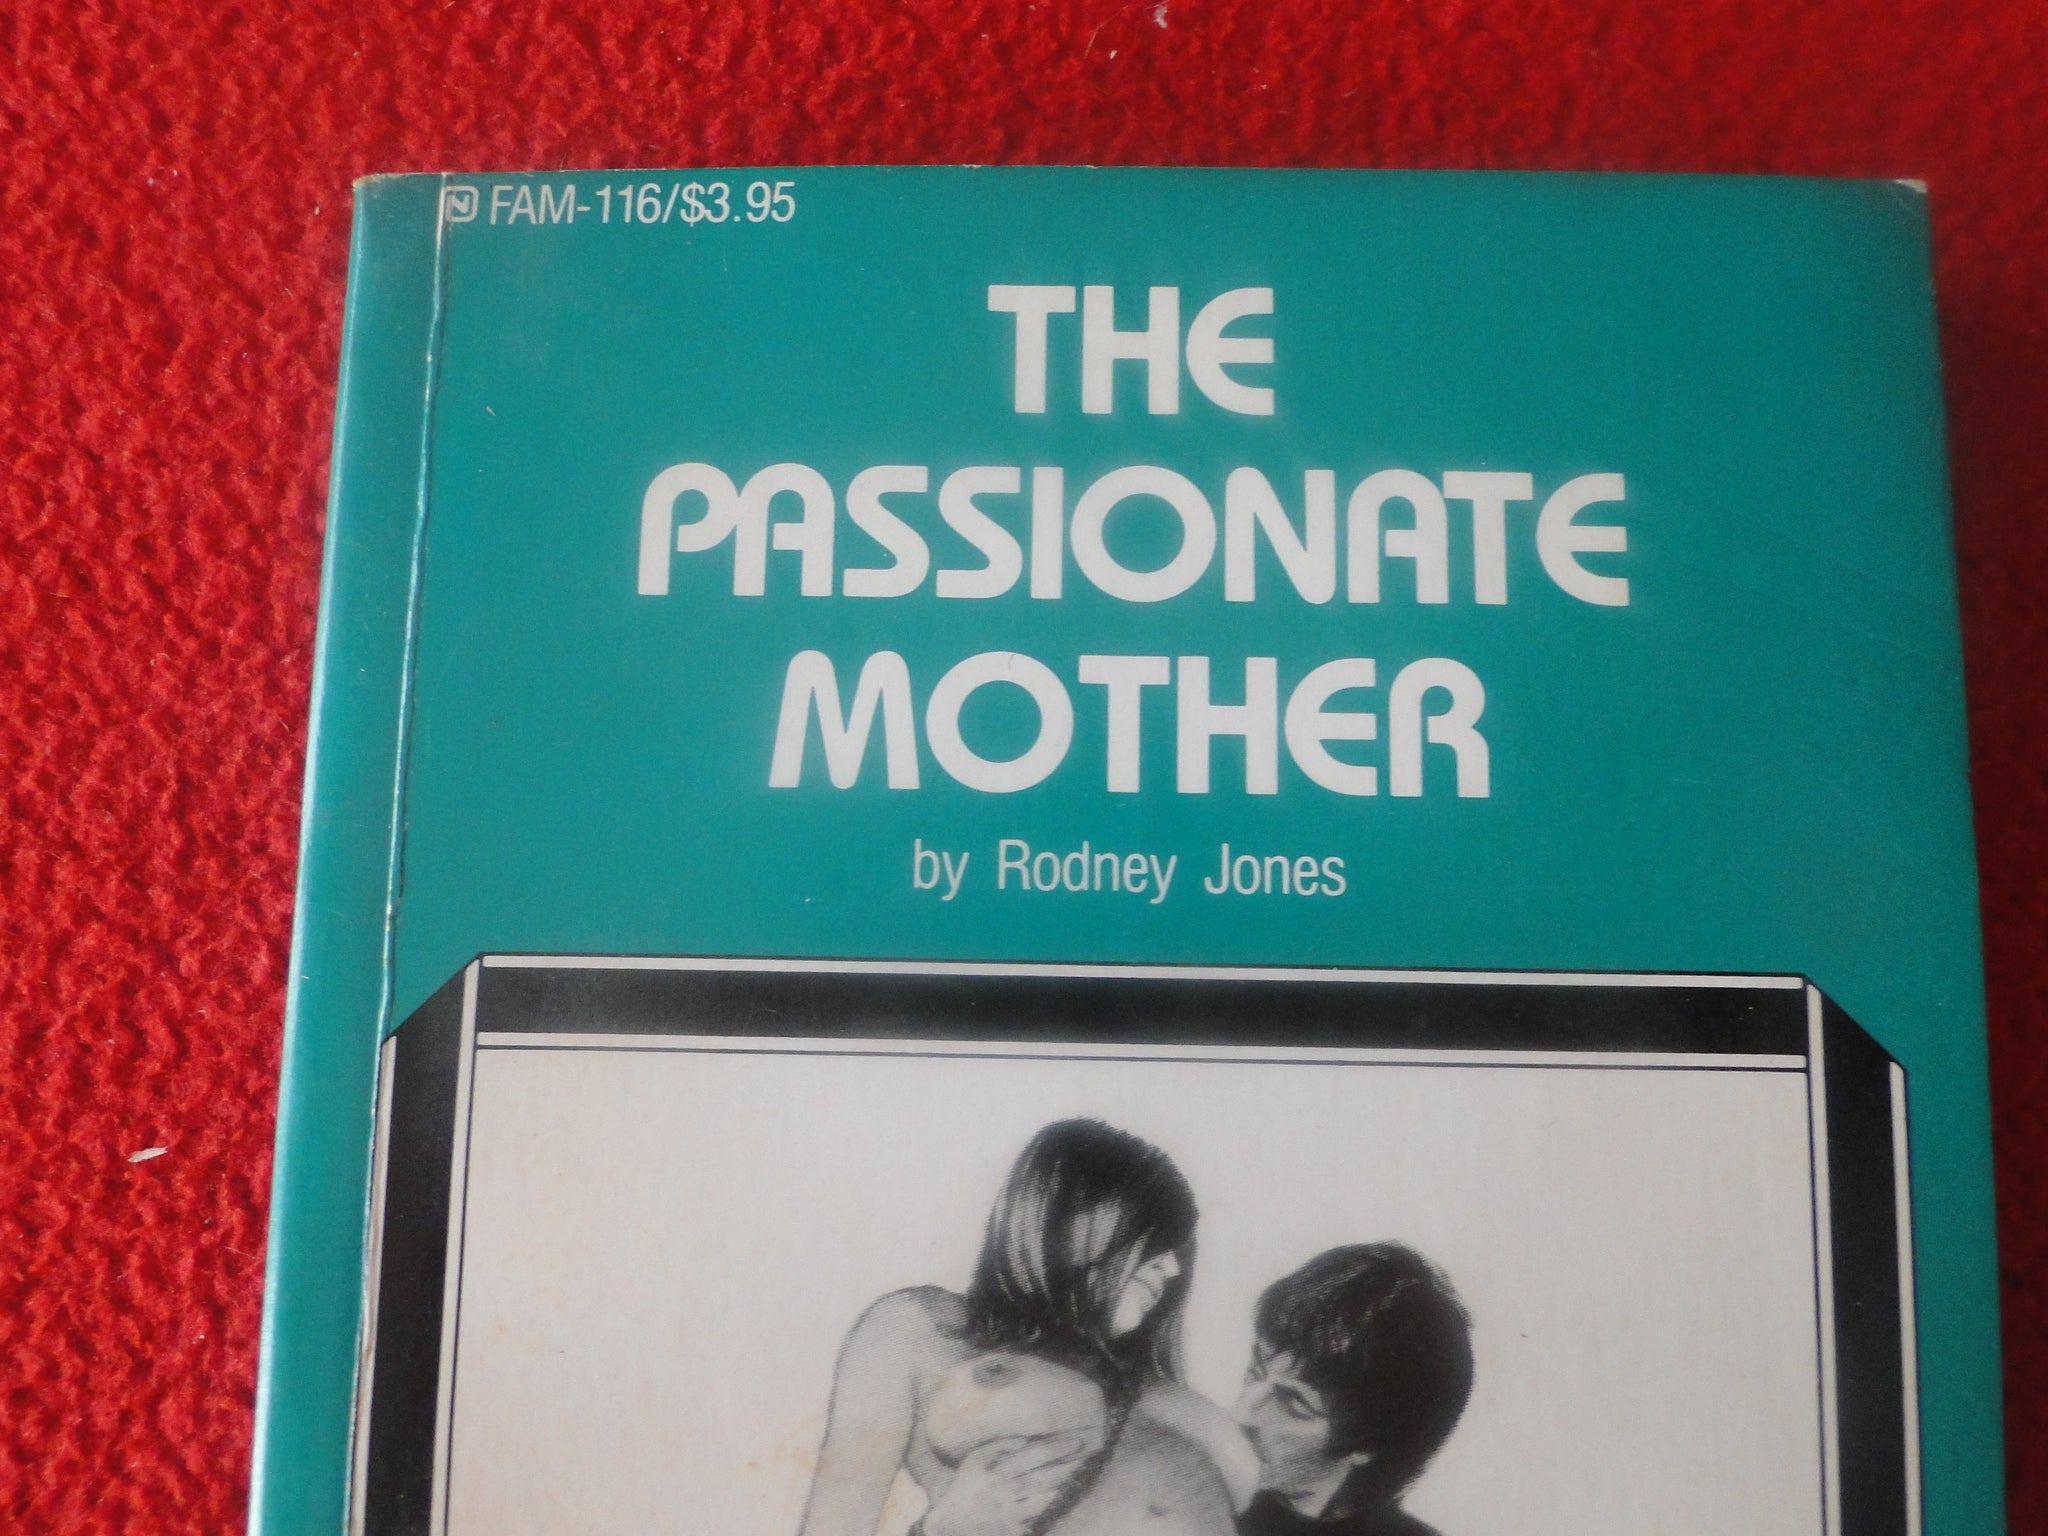 FAM-116/$3.95
THE
PASSIONATE
MOTHER
by Rodney Jones